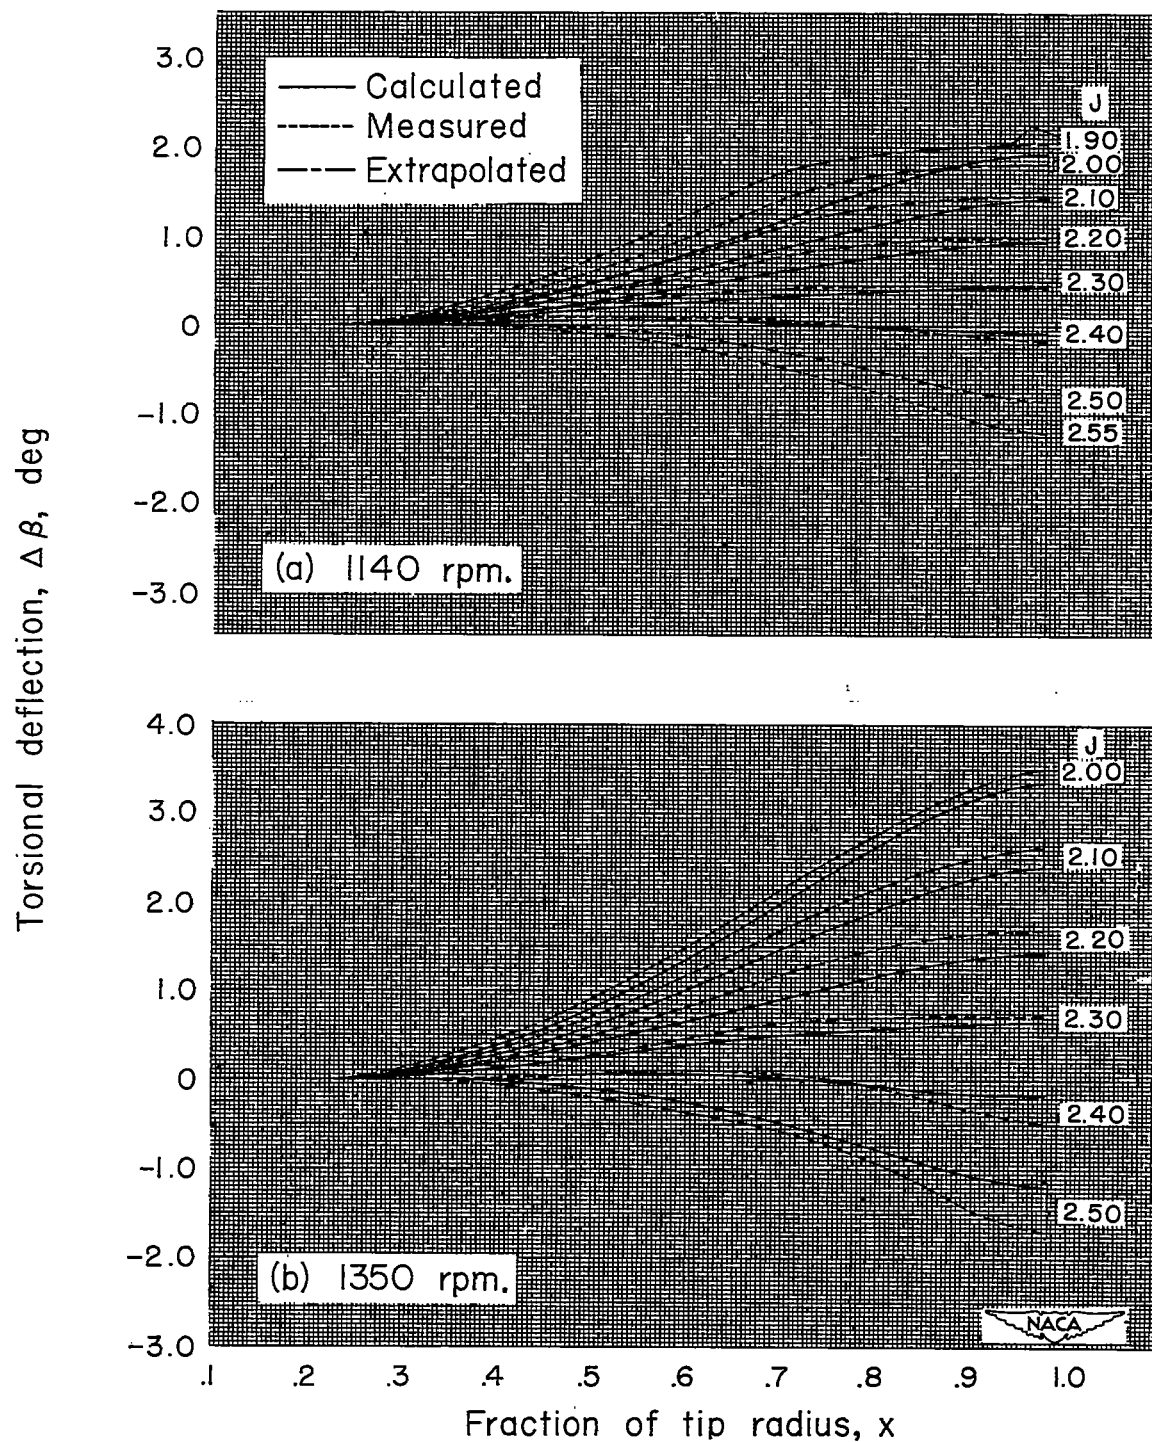 3.0
Calculated
Measured
Extrapolated
J
2.0
1.90
2.00
2.10
1.0
2.20
2.30
0
2.40
-1.0
2.50
2.55
-2.0
(a) 1140 rpm.
-3.0
Torsional deflection, Δβ, deg
4.0
J
2.00
3.0
2.10
2.0
2.20
1.0
2.30
0
2.40
-1.0
2.50
-2.0
(b) 1350 rpm.
NACA
-3.0
.1 .2 .3 .4 .5 .6 .7 .8 .9 1.0
Fraction of tip radius, x